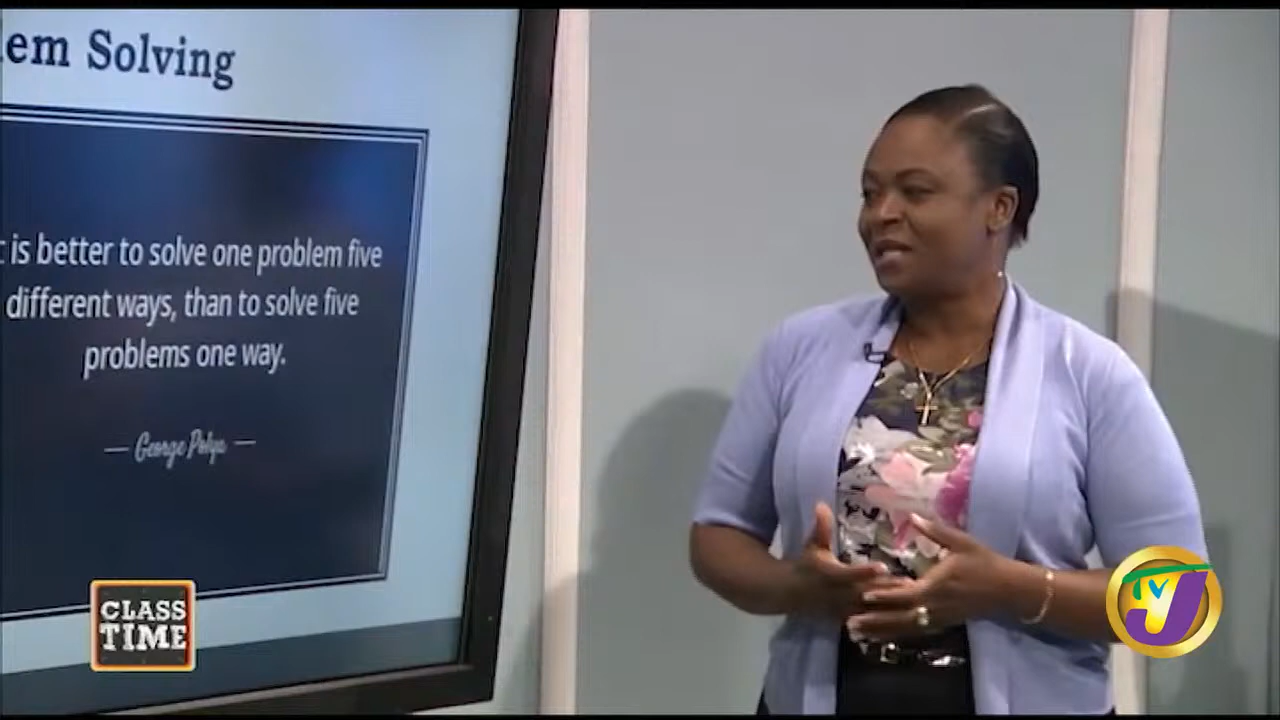 em Solving
is better to solve one problem five
different ways, than to solve five
problems one way.
— George Polya —
CLASS
TIME
TVJ